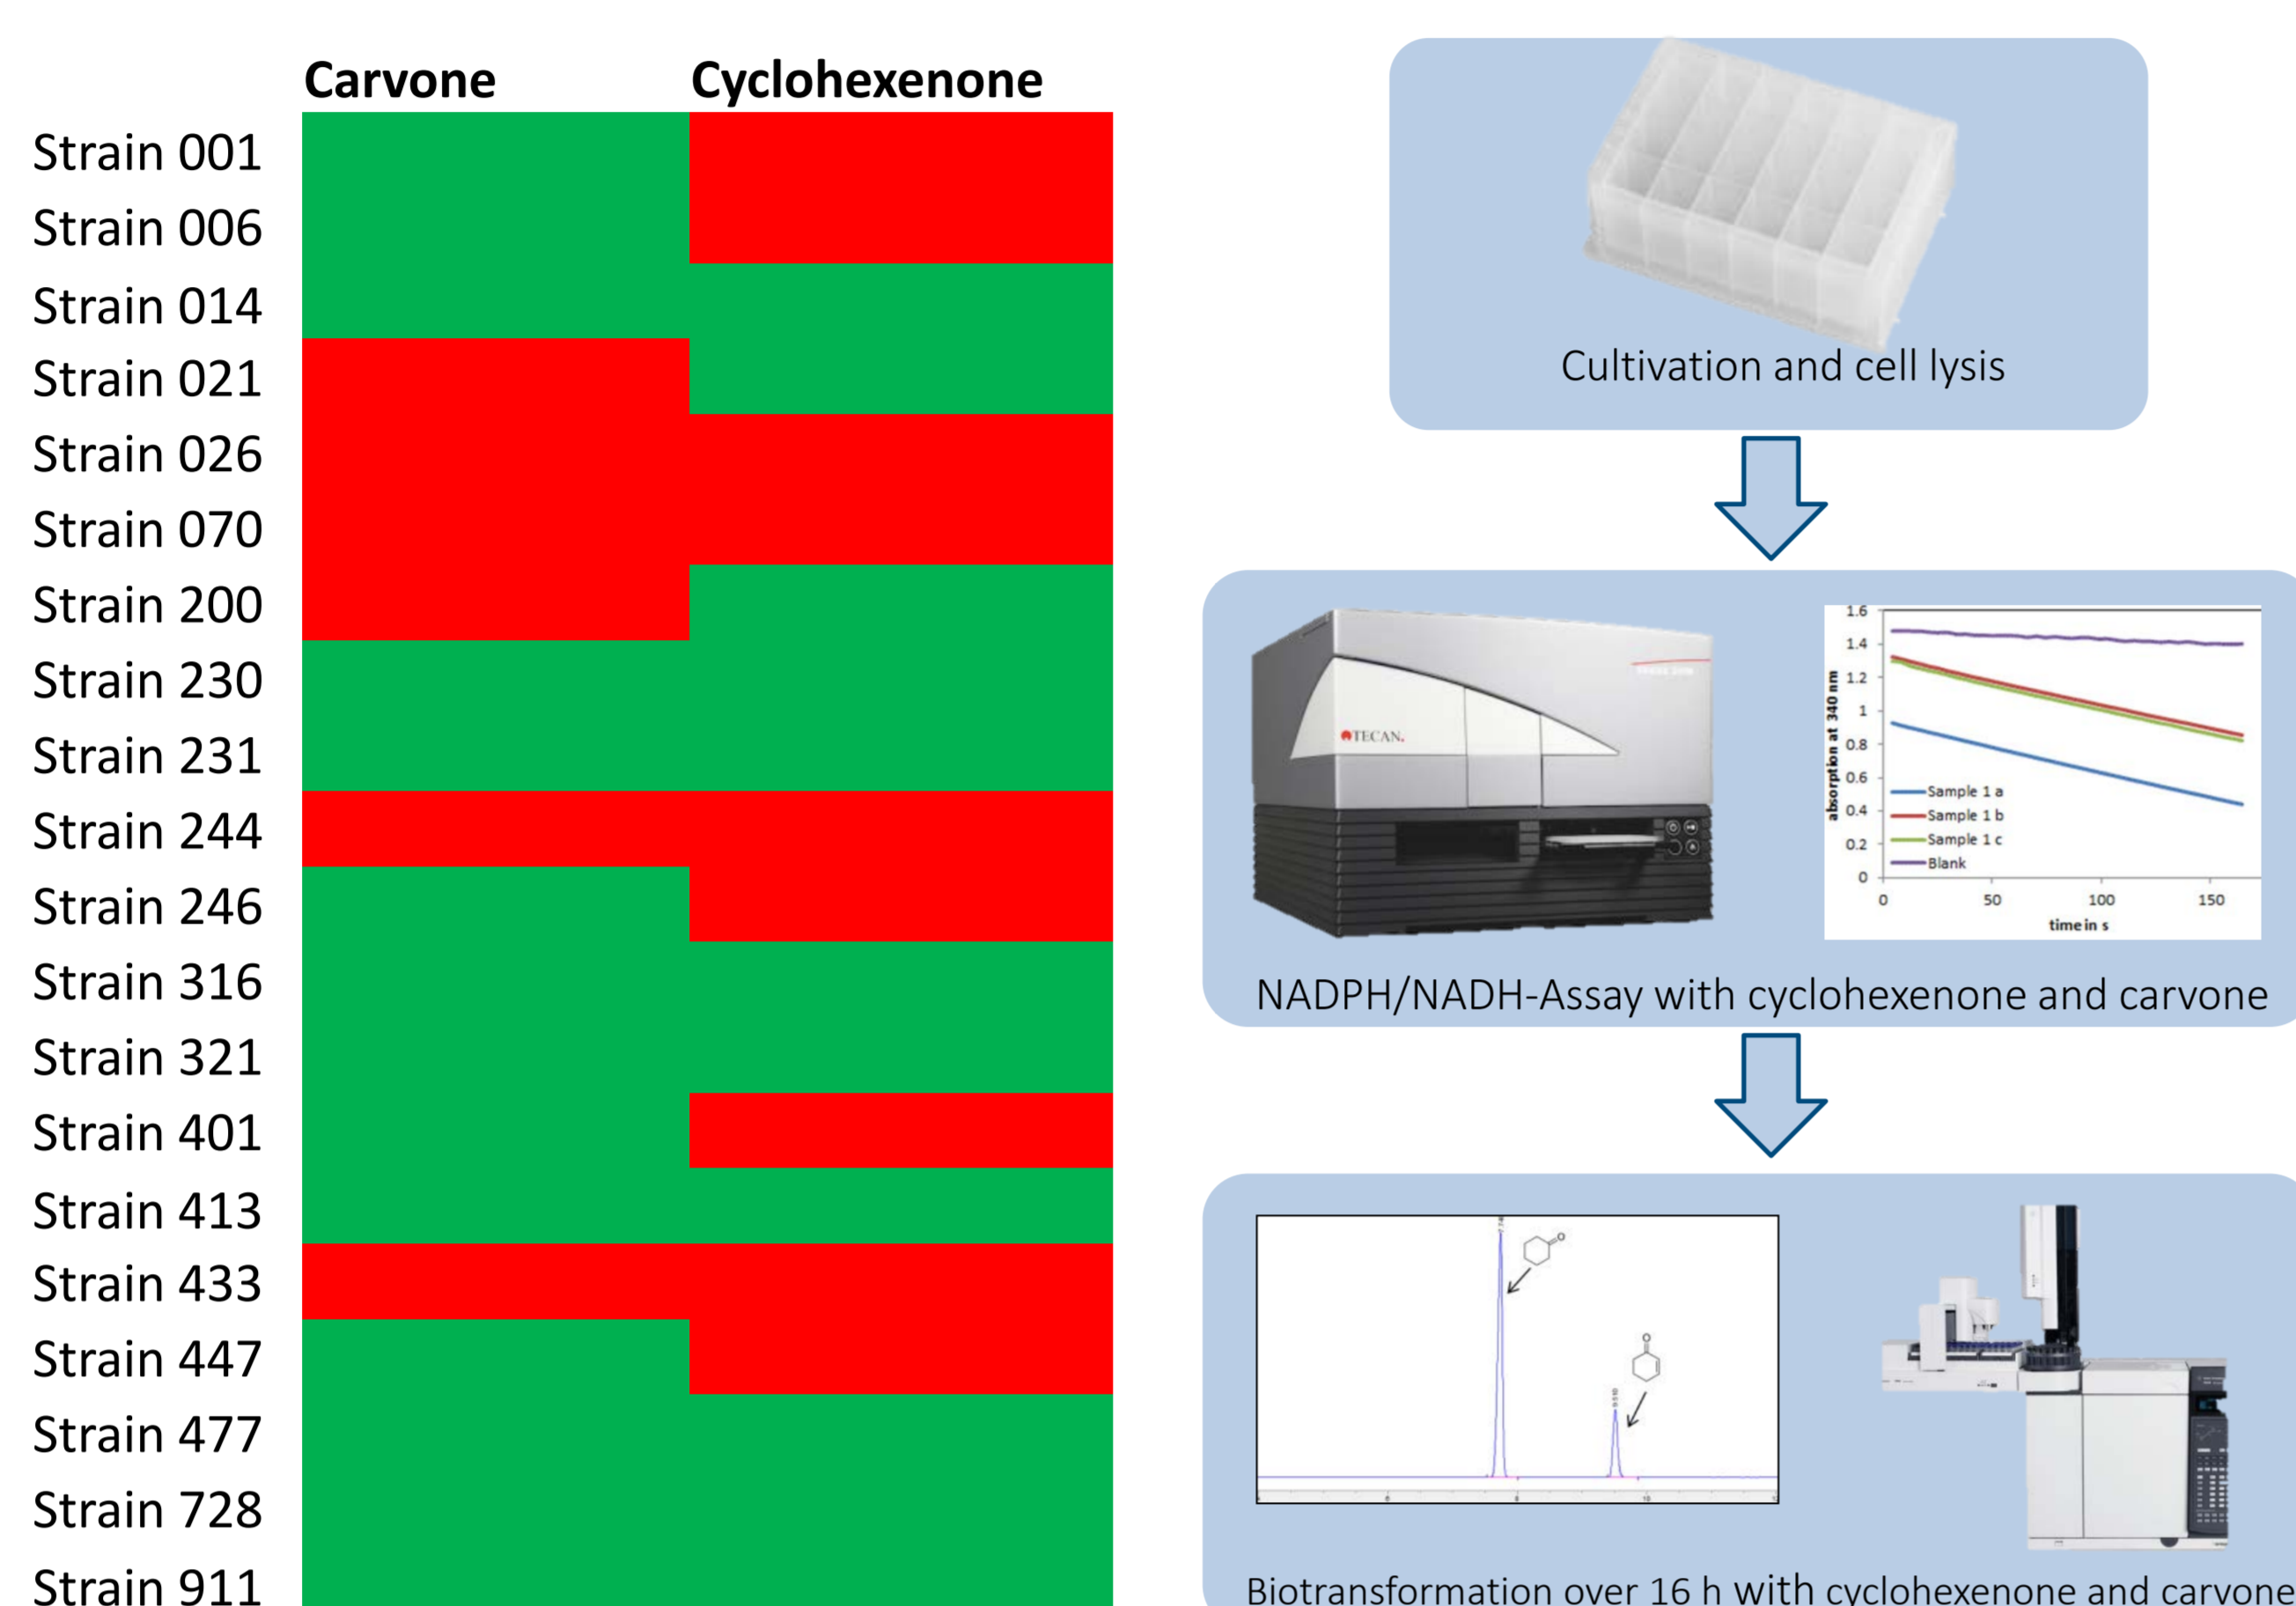 Carvone Cyclohexenone
Strain 001
Strain 006
Strain 014
Strain 021
Strain 026
Strain 070
Strain 200
Strain 230
Strain 231
Strain 244
Strain 246
Strain 316
Strain 321
Strain 401
Strain 413
Strain 433
Strain 447
Strain 477
Strain 728
Strain 911
Cultivation and cell lysis
TECAN.
absorption at 340 nm
1.6
1.4
1.2
1
0.8
0.6
0.4
0.2
0
Sample 1 a
Sample 1 b
Sample 1 c
Blank
0 50 100 150
time in s
NADPH/NADH-Assay with cyclohexenone and carvone
O
O
8 10
Biotransformation over 16 h with cyclohexenone and carvone